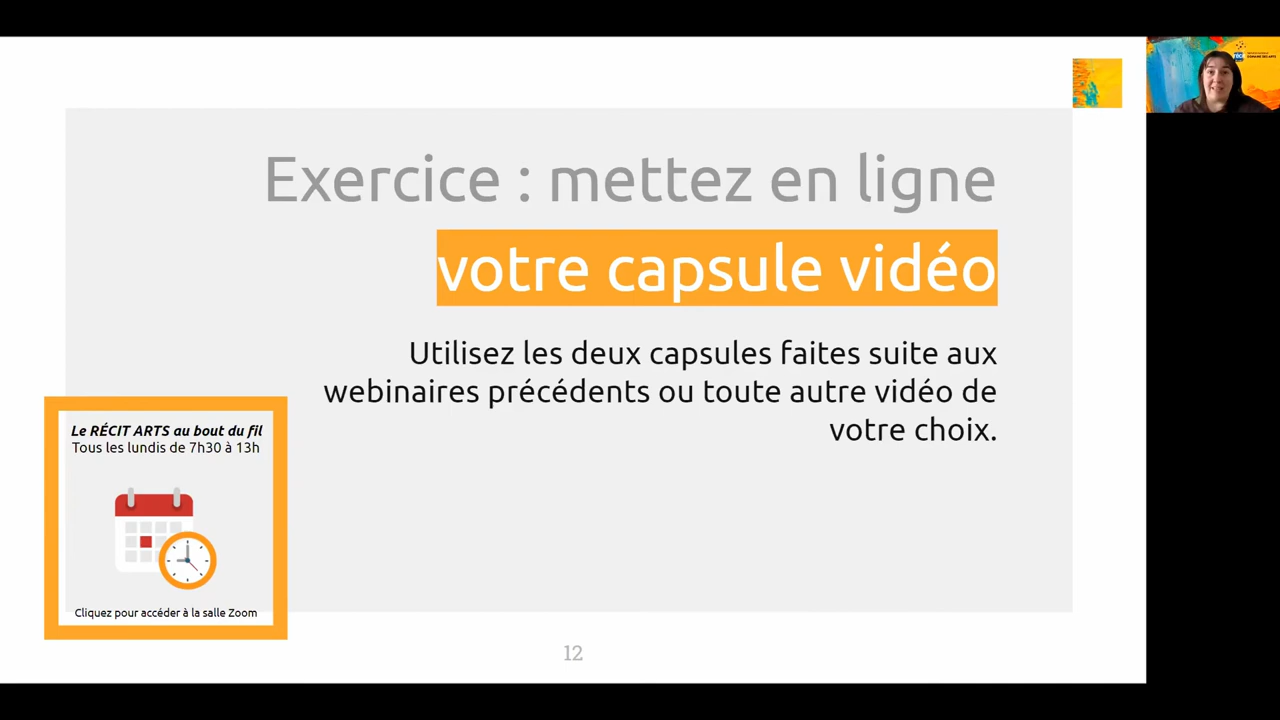 Exercice : mettez en ligne
votre capsule vidéo
Utilisez les deux capsules faites suite aux
webinaires précédents ou toute autre vidéo de
votre choix.
Le RÉCIT ARTS au bout du fil
Tous les lundis de 7h30 à 13h
Cliquez pour accéder à la salle Zoom
12